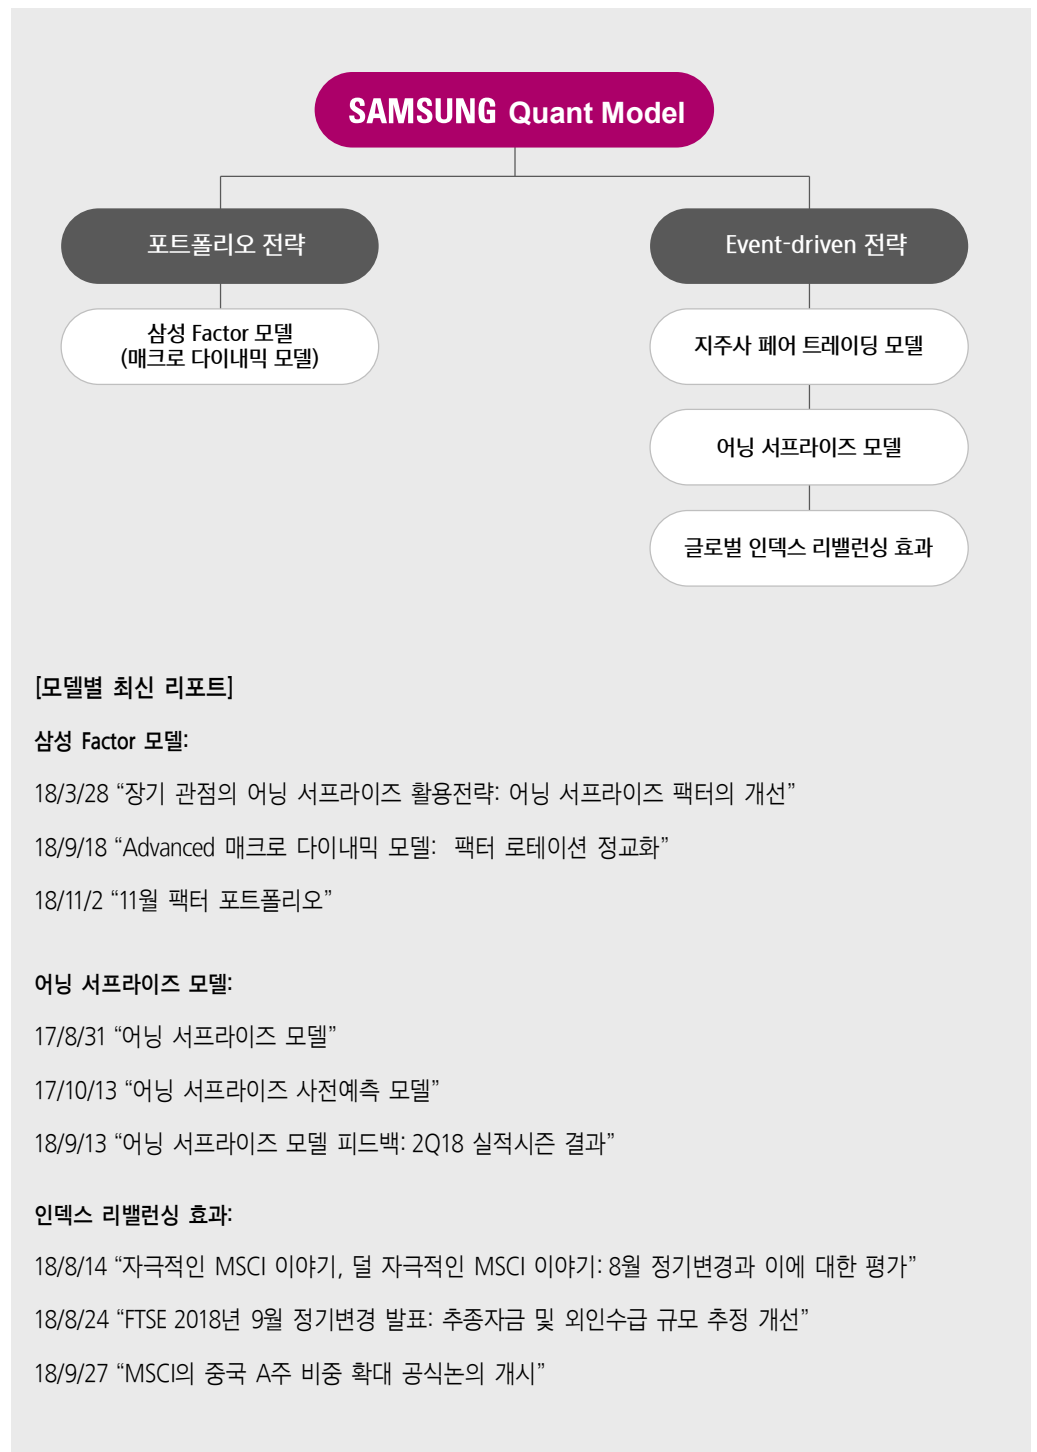 SAMSUNG Quant Model
포트폴리오 전략
Event-driven 전략
삼성 Factor 모델
(매크로 다이내믹 모델)
지주사 페어 트레이딩 모델
어닝 서프라이즈 모델
글로벌 인덱스 리밸런싱 효과
[모델별 최신 리포트]
삼성 Factor 모델:
18/3/28 “장기 관점의 어닝 서프라이즈 활용전략: 어닝 서프라이즈 팩터의 개선”
18/9/18 “Advanced 매크로 다이내믹 모델: 팩터 로테이션 정교화”
18/11/2 “11월 팩터 포트폴리오”
어닝 서프라이즈 모델:
17/8/31 “어닝 서프라이즈 모델”
17/10/13 “어닝 서프라이즈 사전예측 모델”
18/9/13 “어닝 서프라이즈 모델 피드백: 2Q18 실적시즌 결과”
인덱스 리밸런싱 효과:
18/8/14 “자극적인 MSCI 이야기, 덜 자극적인 MSCI 이야기: 8월 정기변경과 이에 대한 평가”
18/8/24 “FTSE 2018년 9월 정기변경 발표: 추종자금 및 외인수급 규모 추정 개선”
18/9/27 “MSCI의 중국 A주 비중 확대 공식논의 개시”